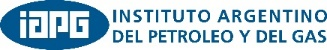 IAPG
INSTITUTO ARGENTINO
DEL PETROLEO Y DEL GAS